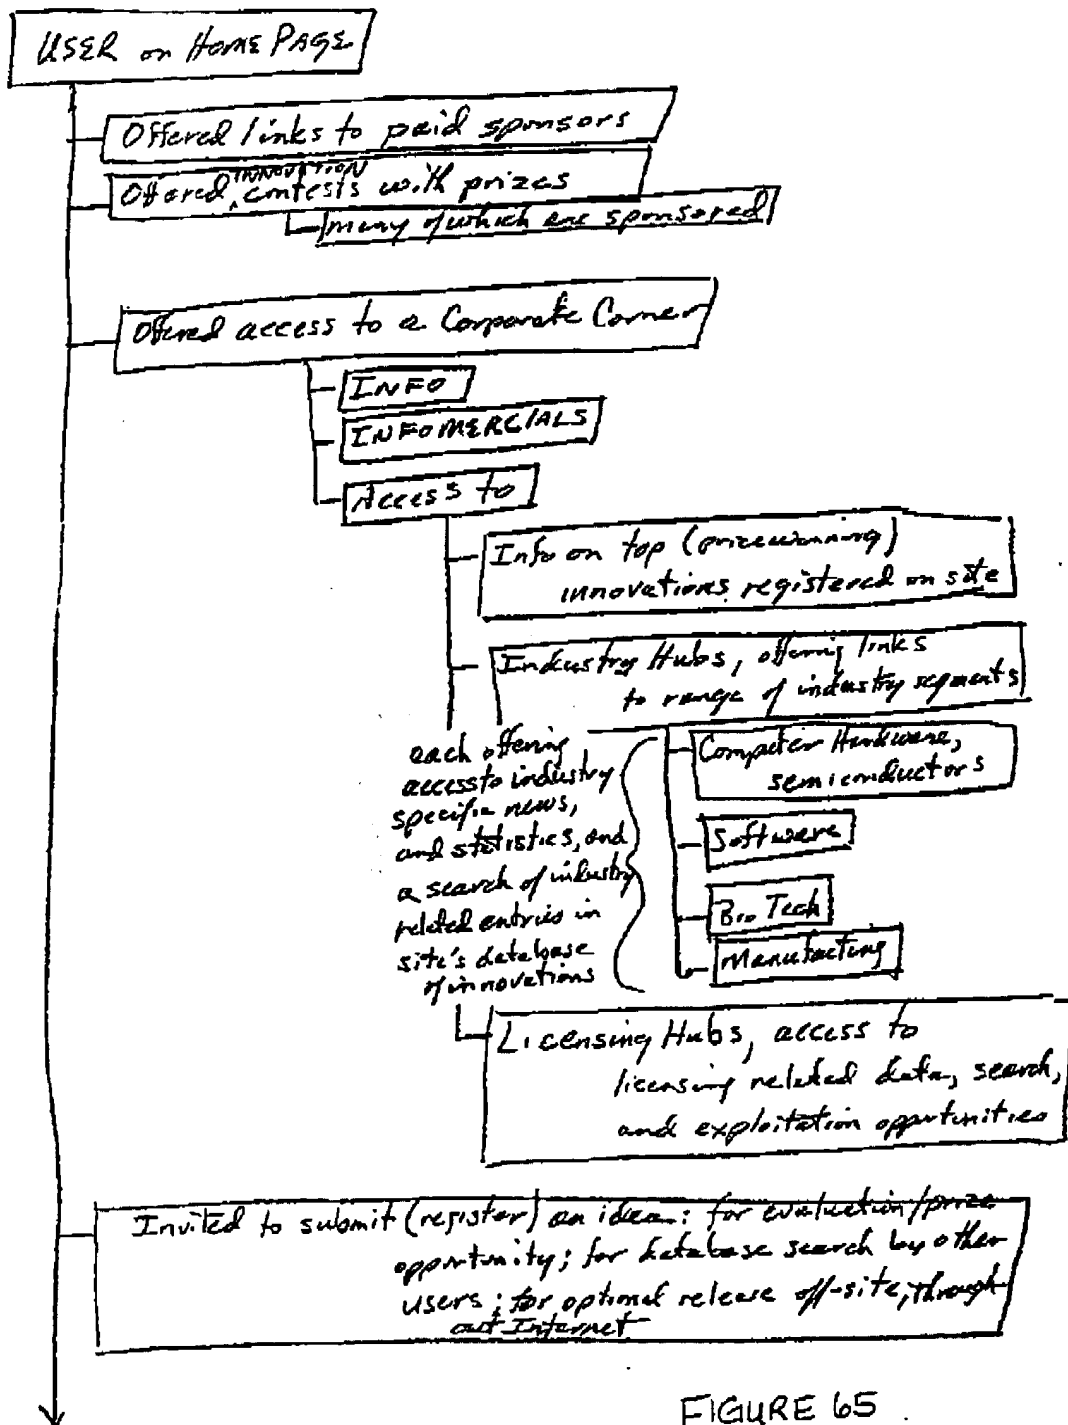 USER on HOME PAGE
Offered links to paid sponsors
INNOVATION
Offered contests with prizes
many of which are sponsored
Offered access to a Corporate Corner
INFO
INFOMERCIALS
Access to
Info on top (prizewinning)
innovations registered on site
Industry Hubs, offering links
to range of industry segments
each offering
access to industry
specific news,
and statistics, and
a search of industry
related entries in
site's database
of innovations
Computer Hardware,
semiconductors
Software
Bio Tech
Manufacturing
Licensing Hubs, access to
licensing related data, search,
and exploitation opportunities
Invited to submit (register) an idea: for evaluation/prize
opportunity; for database search by other
users; for optional release off-site, through
out Internet
FIGURE 65